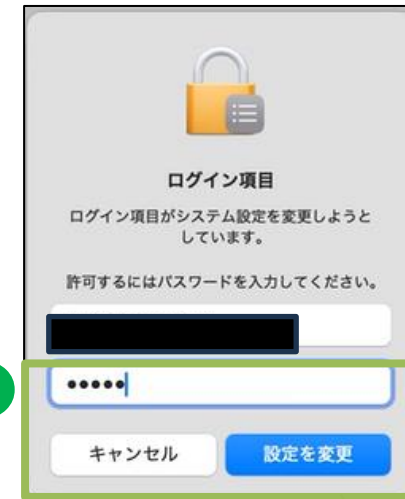 ログイン項目
ログイン項目がシステム設定を変更しようと
しています。
許可するにはパスワードを入力してください。
•••••
キャンセル
設定を変更